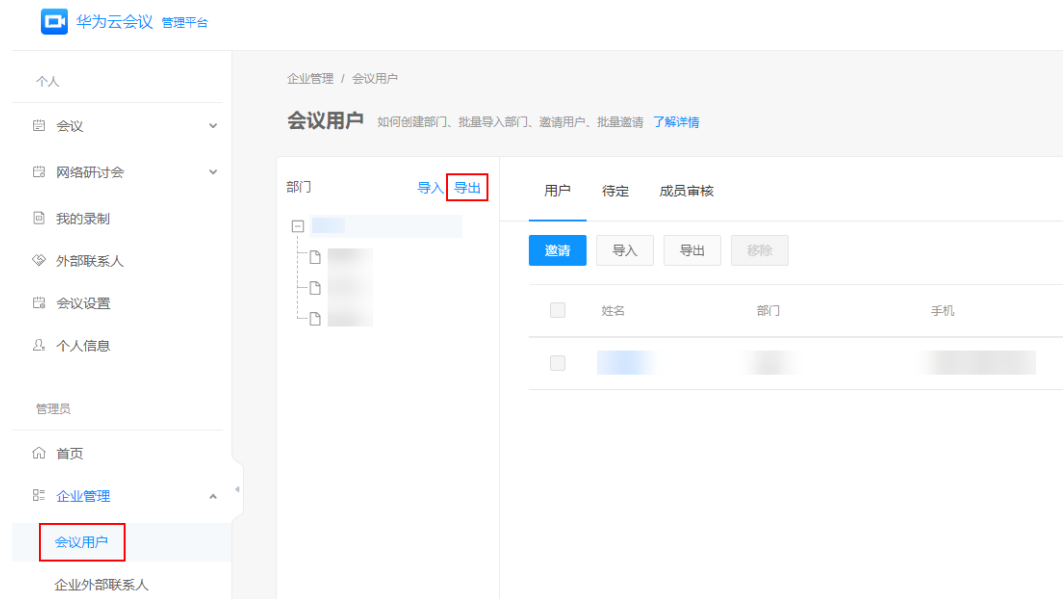 华为云会议 管理平台
个人
会议
网络研讨会
我的录制
外部联系人
会议设置
个人信息
管理员
首页
企业管理
会议用户
企业外部联系人
企业管理 / 会议用户
会议用户 如何创建部门、批量导入部门、邀请用户、批量邀请 了解详情
部门 导入 导出
用户 待定 成员审核
邀请 导入 导出 移除
姓名 部门 手机